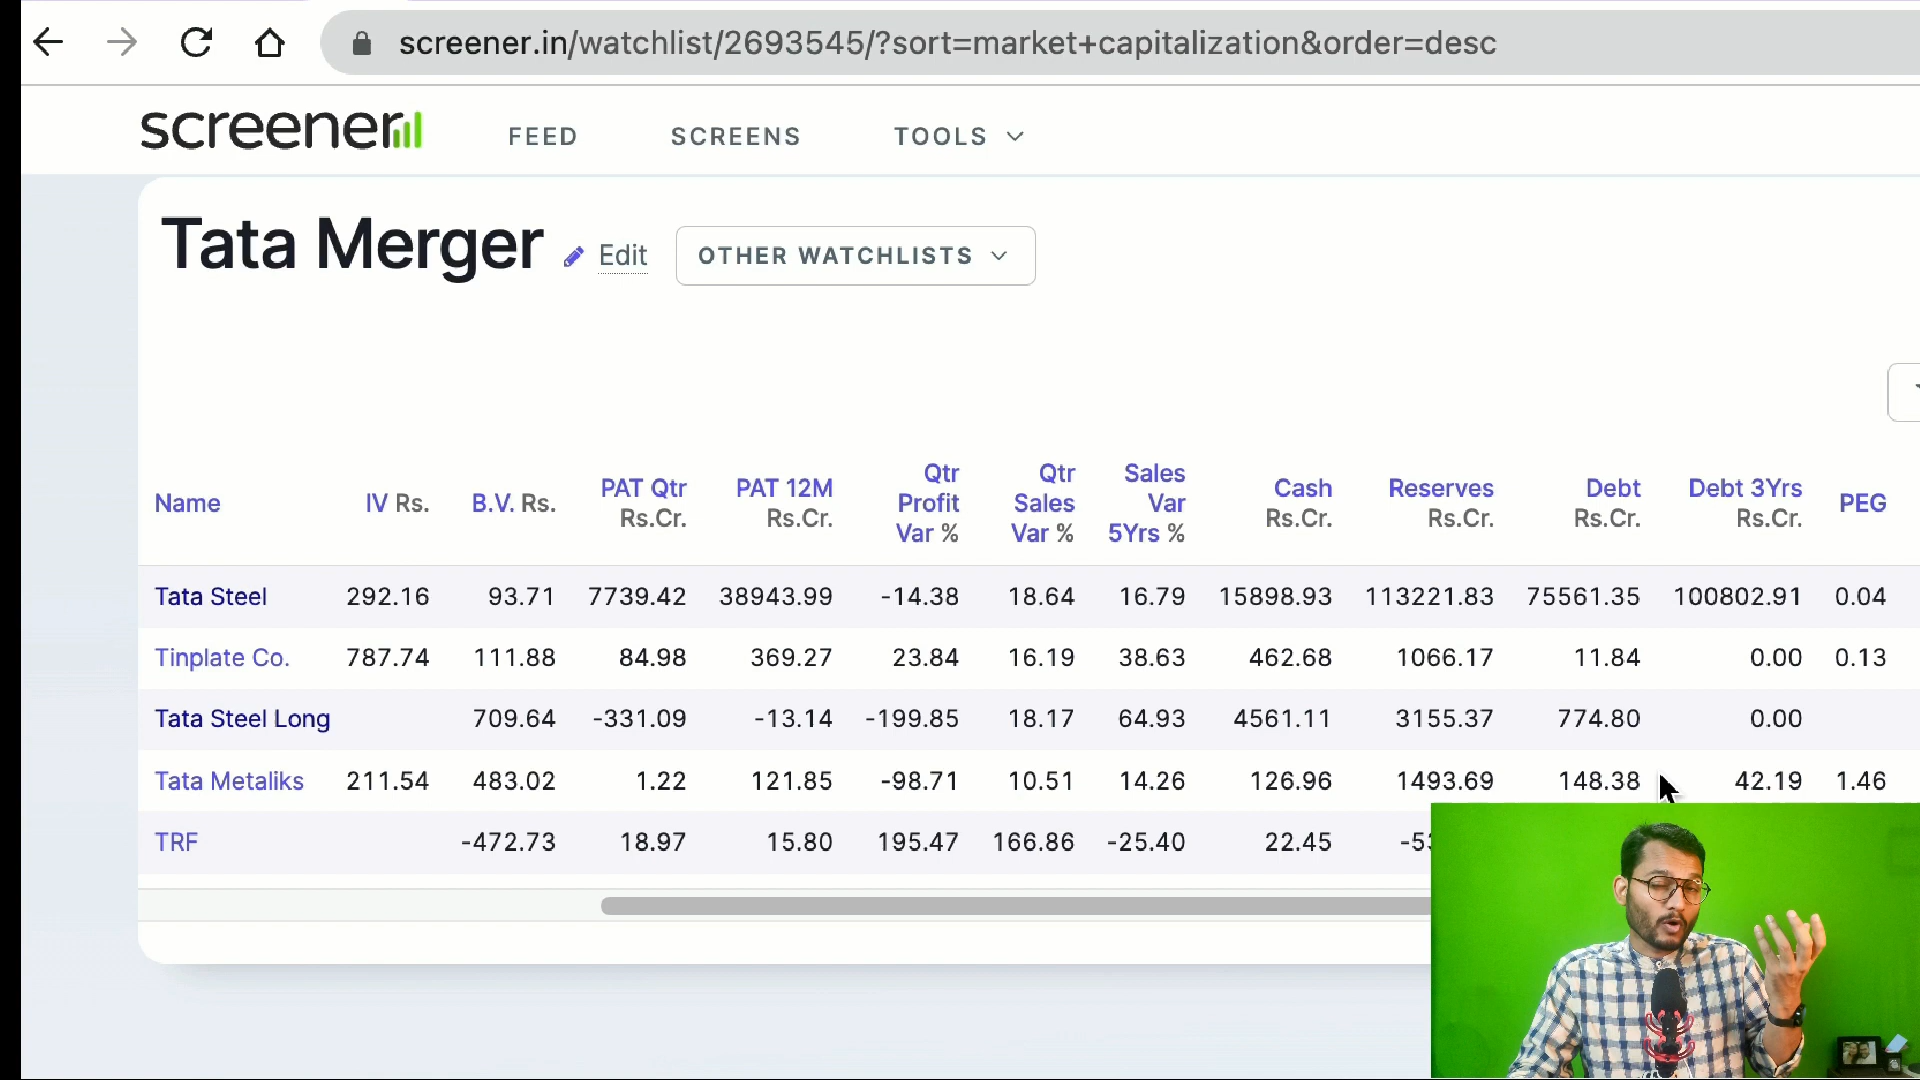 screener.in/watchlist/2693545/?sort=market+capitalization&order=desc
screener FEED SCREENS TOOLS
Tata Merger Edit OTHER WATCHLISTS
Name IV Rs. B.V. Rs. PAT Qtr Rs.Cr. PAT 12M Rs.Cr. Qtr Profit Var % Qtr Sales Var % Sales Var 5Yrs % Cash Rs.Cr. Reserves Rs.Cr. Debt Rs.Cr. Debt 3Yrs Rs.Cr. PEG
Tata Steel 292.16 93.71 7739.42 38943.99 -14.38 18.64 16.79 15898.93 113221.83 75561.35 100802.91 0.04
Tinplate Co. 787.74 111.88 84.98 369.27 23.84 16.19 38.63 462.68 1066.17 11.84 0.00 0.13
Tata Steel Long 709.64 -331.09 -13.14 -199.85 18.17 64.93 4561.11 3155.37 774.80 0.00
Tata Metaliks 211.54 483.02 1.22 121.85 -98.71 10.51 14.26 126.96 1493.69 148.38 42.19 1.46
TRF -472.73 18.97 15.80 195.47 166.86 -25.40 22.45